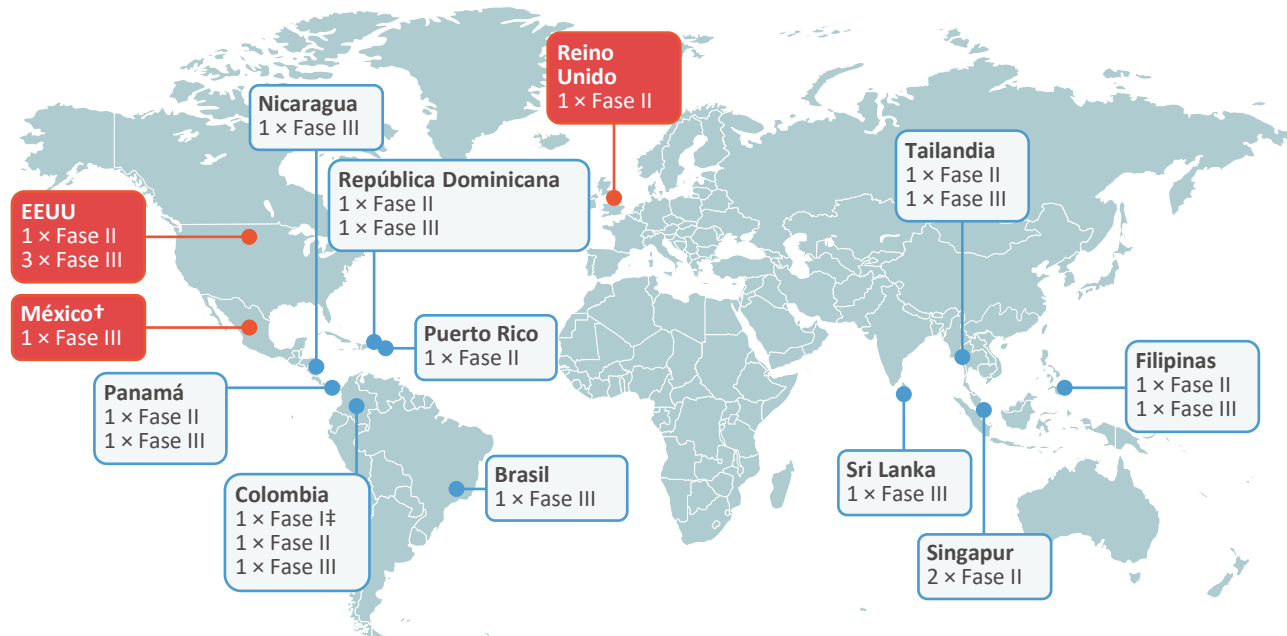 Reino
Unido
1 × Fase II
Nicaragua
1 × Fase III
Tailandia
1 × Fase II
1 × Fase III
República Dominicana
1 × Fase II
1 × Fase III
EEUU
1 × Fase II
3 × Fase III
México†
1 × Fase III
Puerto Rico
1 × Fase II
Filipinas
1 × Fase II
1 × Fase III
Panamá
1 × Fase II
1 × Fase III
Sri Lanka
1 × Fase III
Brasil
1 × Fase III
Colombia
1 × Fase I‡
1 × Fase II
1 × Fase III
Singapur
2 × Fase II